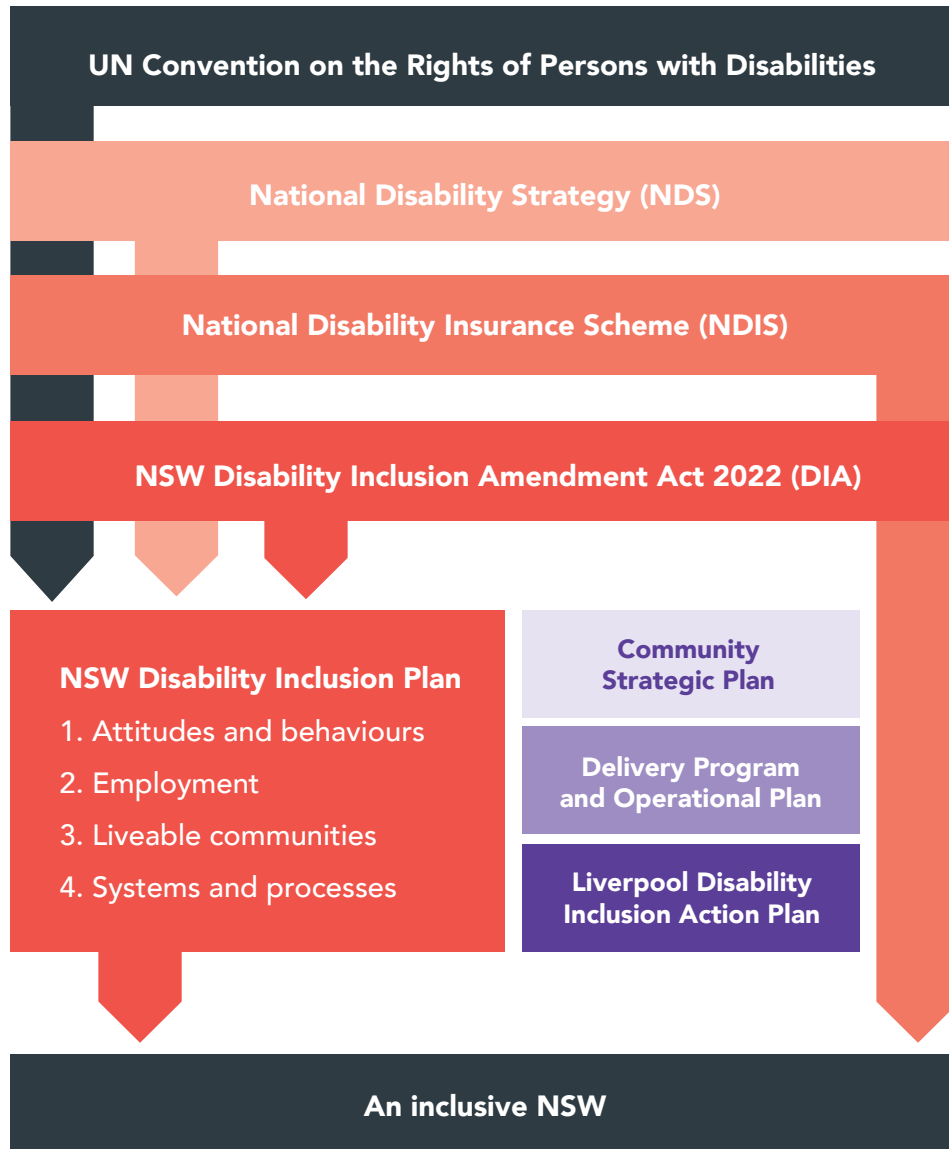 UN Convention on the Rights of Persons with Disabilities
National Disability Strategy (NDS)
National Disability Insurance Scheme (NDIS)
NSW Disability Inclusion Amendment Act 2022 (DIA)
NSW Disability Inclusion Plan
1. Attitudes and behaviours
2. Employment
3. Liveable communities
4. Systems and processes
Community
Strategic Plan
Delivery Program
and Operational Plan
Liverpool Disability
Inclusion Action Plan
An inclusive NSW